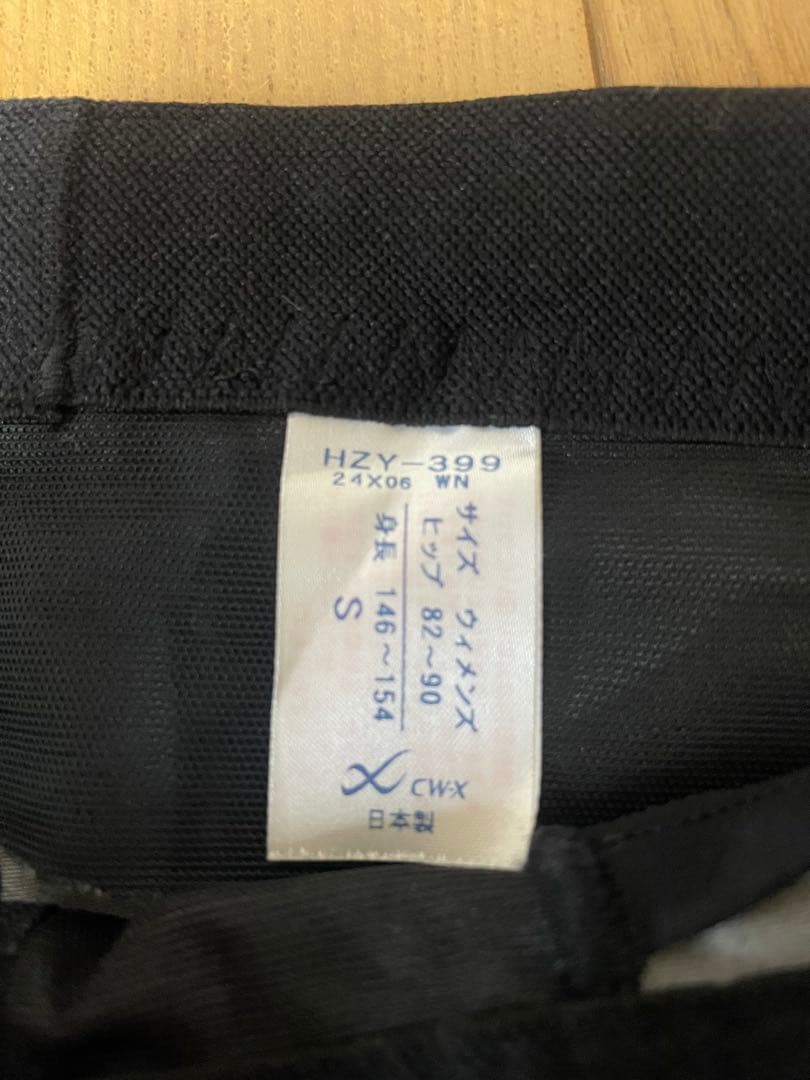 HZY-399
24X06 WN
サイズ ウィメンズ
ヒップ 82～90
身長 146～154
S
CW-X
日本製